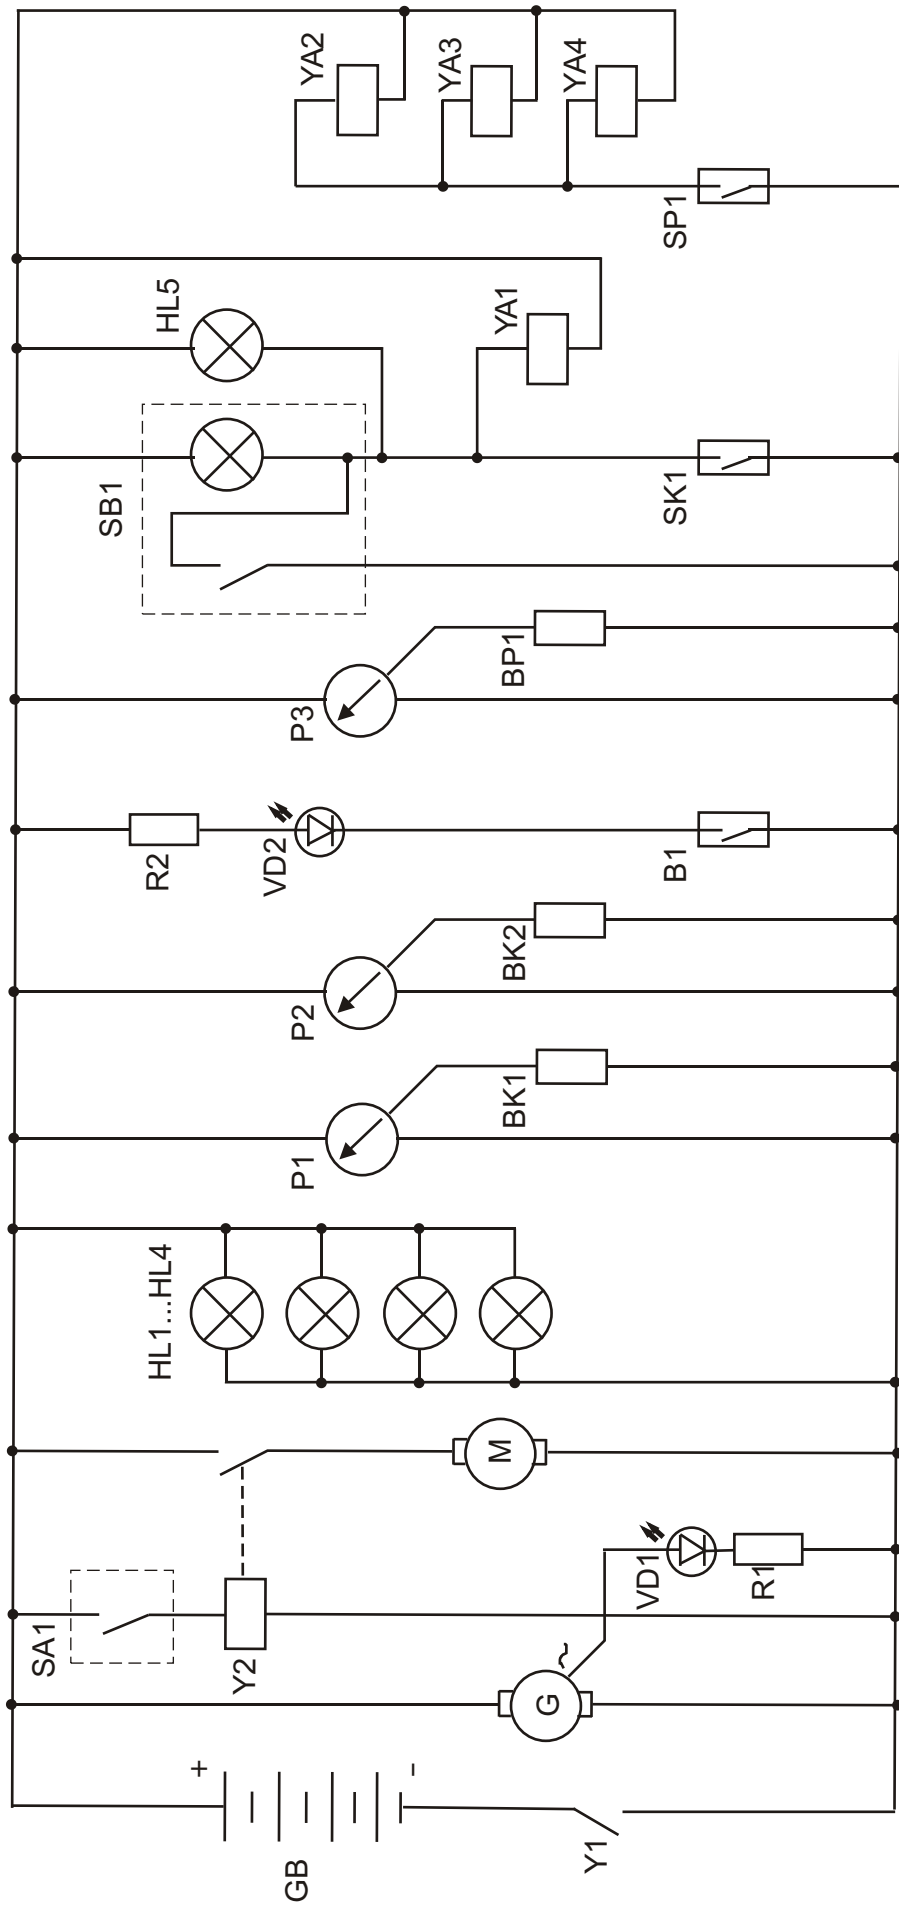 GB
+
-
Y1
G
~
SA1
Y2
VD1
R1
M
HL1...HL4
P1
BK1
P2
BK2
R2
VD2
B1
P3
BP1
SB1
HL5
SK1
YA1
YA2
YA3
YA4
SP1